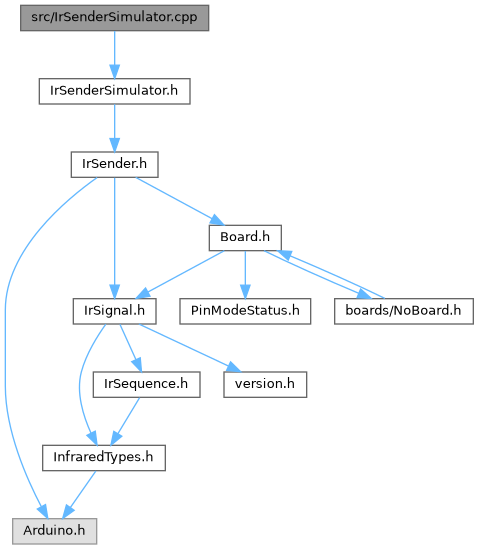 src/IrSenderSimulator.cpp
IrSenderSimulator.h
IrSender.h
Board.h
IrSignal.h
PinModeStatus.h
boards/NoBoard.h
IrSequence.h
version.h
InfraredTypes.h
Arduino.h